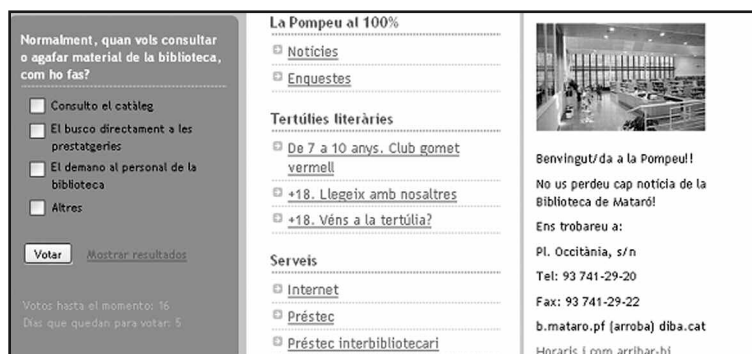 Normalment, quan vols consultar
o agafar material de la biblioteca,
com ho fas?
Consulto el catàleg
El busco directament a les
prestatgeries
El demano al personal de la
biblioteca
Altres
Votar Mostrar resultados
Votos hasta el momento: 16
Días que quedan para votar: 5
La Pompeu al 100%
Notícies
Enquestes
Tertúlies literàries
De 7 a 10 anys. Club gomet
vermell
+18. Llegeix amb nosaltres
+18. Véns a la tertúlia?
Serveis
Internet
Préstec
Préstec interbibliotecari
Benvingut/da a la Pompeu!!
No us perdeu cap notícia de la
Biblioteca de Mataró!
Ens trobareu a:
Pl. Occitània, s/n
Tel: 93 741-29-20
Fax: 93 741-29-22
b.mataro.pf (arroba) diba.cat
Horaris i com arribar-hi